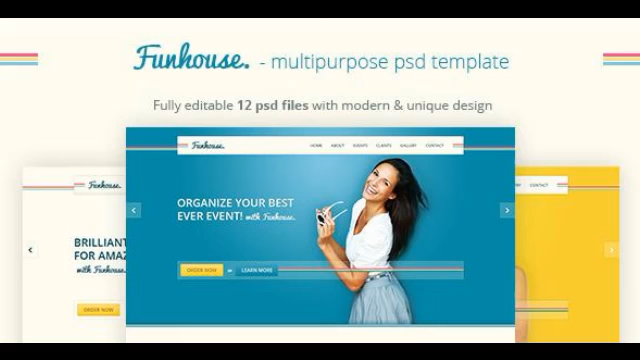 Funhouse. - multipurpose psd template
Fully editable 12 psd files with modern & unique design
Funhouse.
HOME ABOUT EVENTS CLIENTS GALLERY CONTACT
ORGANIZE YOUR BEST
EVER EVENT! with Funhouse.
ORDER NOW or LEARN MORE
Funhouse.
BRILLIANT
FOR AMAZ
with Funhouse.
ORDER NOW
CONTACT